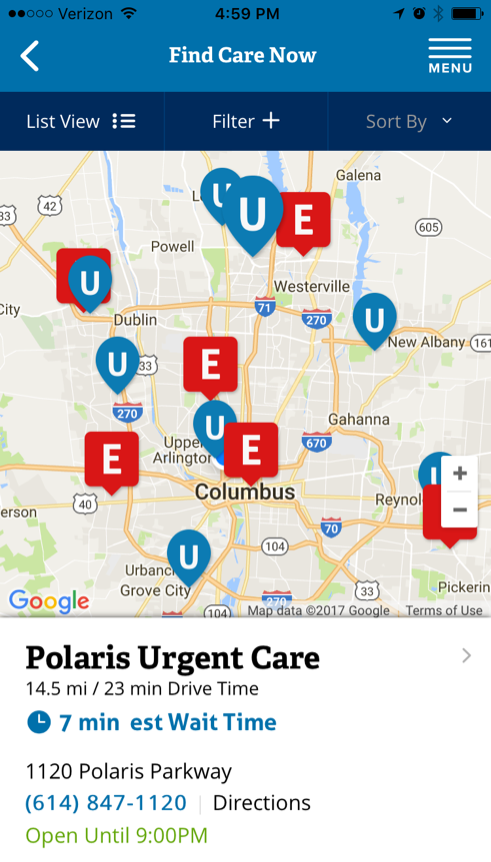 Verizon 4:59 PM
Find Care Now
MENU
List View Filter + Sort By
Galena
42
33
605
U U E
Powell
Westerville
U
71
270
U
City
Dublin
New Albany 161
U 33 E
270
Gahanna
U
Upper
E
670
E
Arlington
Columbus
+
40
Reynol
erson
−
70
U
104
Urbanc
Grove City
33
Pickerin
270
Google
104
Map data ©2017 Google Terms of Use
Polaris Urgent Care
14.5 mi / 23 min Drive Time
7 min est Wait Time
1120 Polaris Parkway
(614) 847-1120 | Directions
Open Until 9:00PM